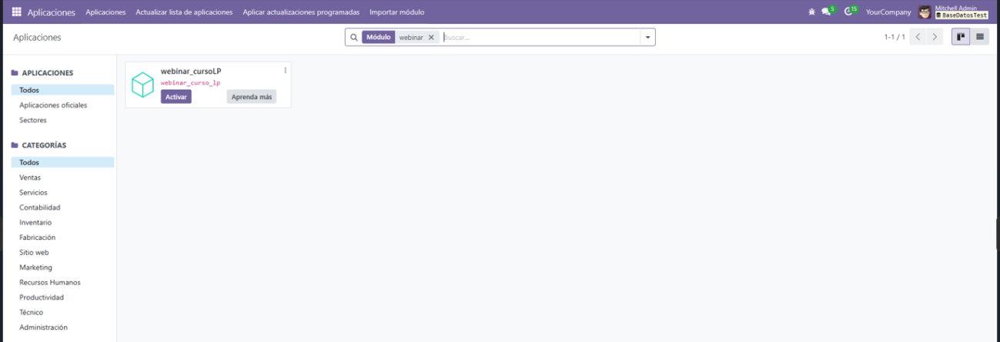 Aplicaciones Aplicaciones Actualizar lista de aplicaciones Aplicar actualizaciones programadas Importar módulo 5 15 YourCompany Mitchell Admin
BaseDatosTest
Aplicaciones Módulo webinar Buscar... 1-1 / 1
APLICACIONES
Todos
Aplicaciones oficiales
Sectores
CATEGORÍAS
Todos
Ventas
Servicios
Contabilidad
Inventario
Fabricación
Sitio web
Marketing
Recursos Humanos
Productividad
Técnico
Administración
webinar_cursoLP
webinar_curso_lp
Activar Aprenda más